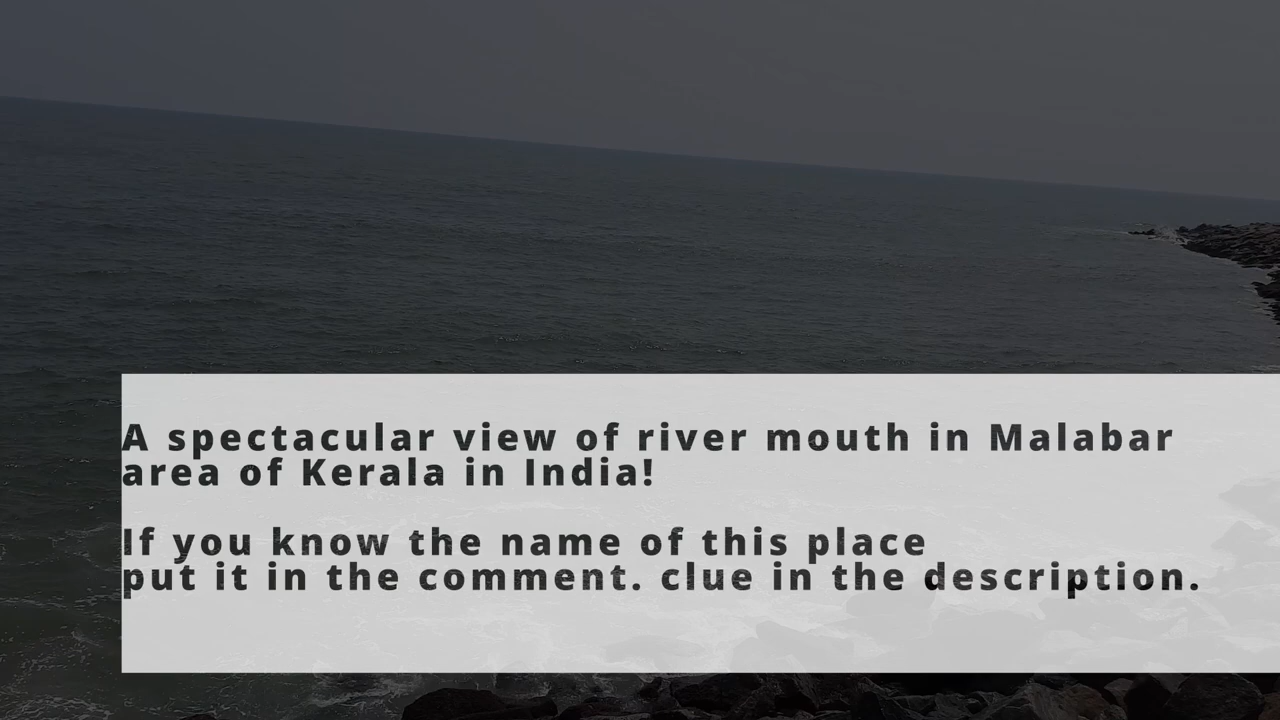 A spectacular view of river mouth in Malabar
area of Kerala in India!
If you know the name of this place
put it in the comment. clue in the description.